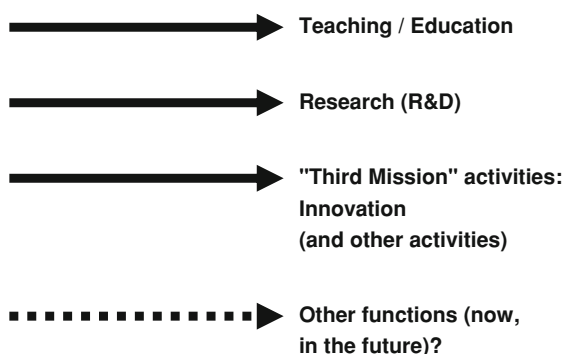 Teaching / Education
Research (R&D)
"Third Mission" activities:
Innovation
(and other activities)
Other functions (now,
in the future)?